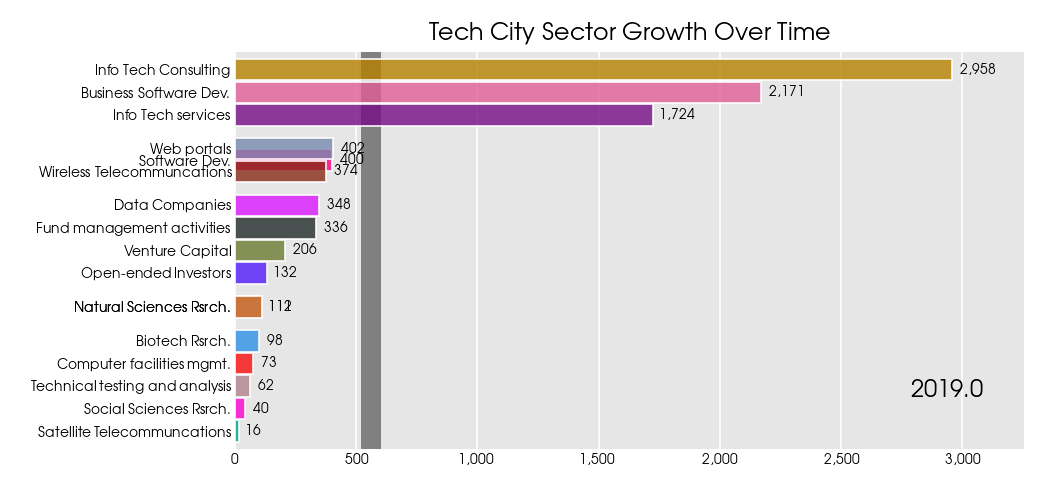 Tech City Sector Growth Over Time
Info Tech Consulting 2,958
Business Software Dev. 2,171
Info Tech services 1,724
Web portals 402
Software Dev. 400
Wireless Telecommuncations 374
Data Companies 348
Fund management activities 336
Venture Capital 206
Open-ended Investors 132
Natural Sciences Rsrch.
Biotech Rsrch. 98
Computer facilities mgmt. 73
Technical testing and analysis 62
2019.0
Social Sciences Rsrch. 40
Satellite Telecommuncations 16
0 500 1,000 1,500 2,000 2,500 3,000